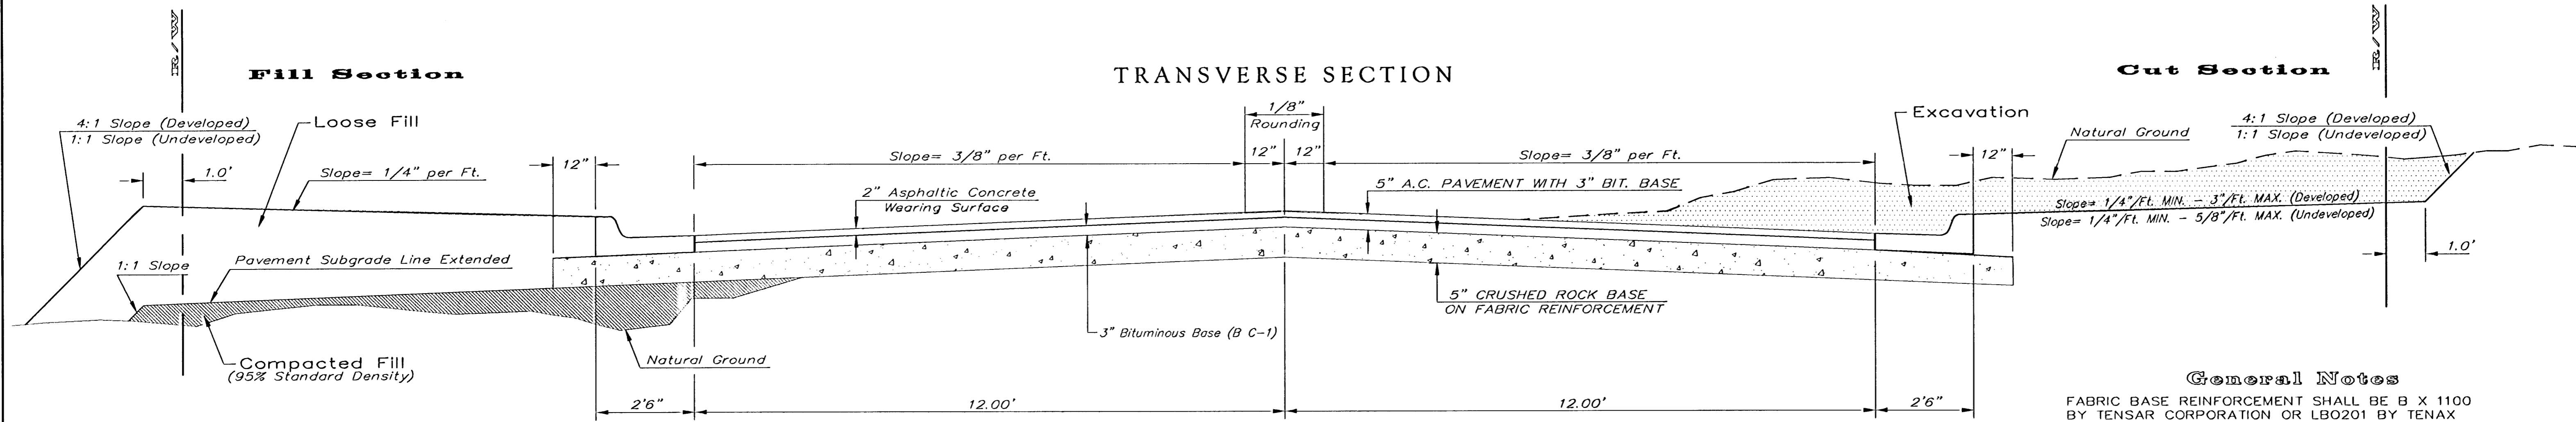 R/W
Fill Section
TRANSVERSE SECTION
Cut Section
R/W
4:1 Slope (Developed)
1:1 Slope (Undeveloped)
Loose Fill
1.0'
Slope= 1/4" per Ft.
12"
Slope= 3/8" per Ft.
1/8"
Rounding
12"
12"
Slope= 3/8" per Ft.
Excavation
Natural Ground
4:1 Slope (Developed)
1:1 Slope (Undeveloped)
12"
2" Asphaltic Concrete
Wearing Surface
5" A.C. PAVEMENT WITH 3" BIT. BASE
Slope= 1/4"/Ft. MIN. - 3"/Ft. MAX. (Developed)
Slope= 1/4"/Ft. MIN. - 5/8"/Ft. MAX. (Undeveloped)
1.0'
1:1 Slope
Pavement Subgrade Line Extended
5" CRUSHED ROCK BASE
ON FABRIC REINFORCEMENT
3" Bituminous Base (B C-1)
Compacted Fill
(95% Standard Density)
Natural Ground
2'6"
12.00'
12.00'
2'6"
General Notes
FABRIC BASE REINFORCEMENT SHALL BE B X 1100
BY TENSAR CORPORATION OR LBO201 BY TENAX